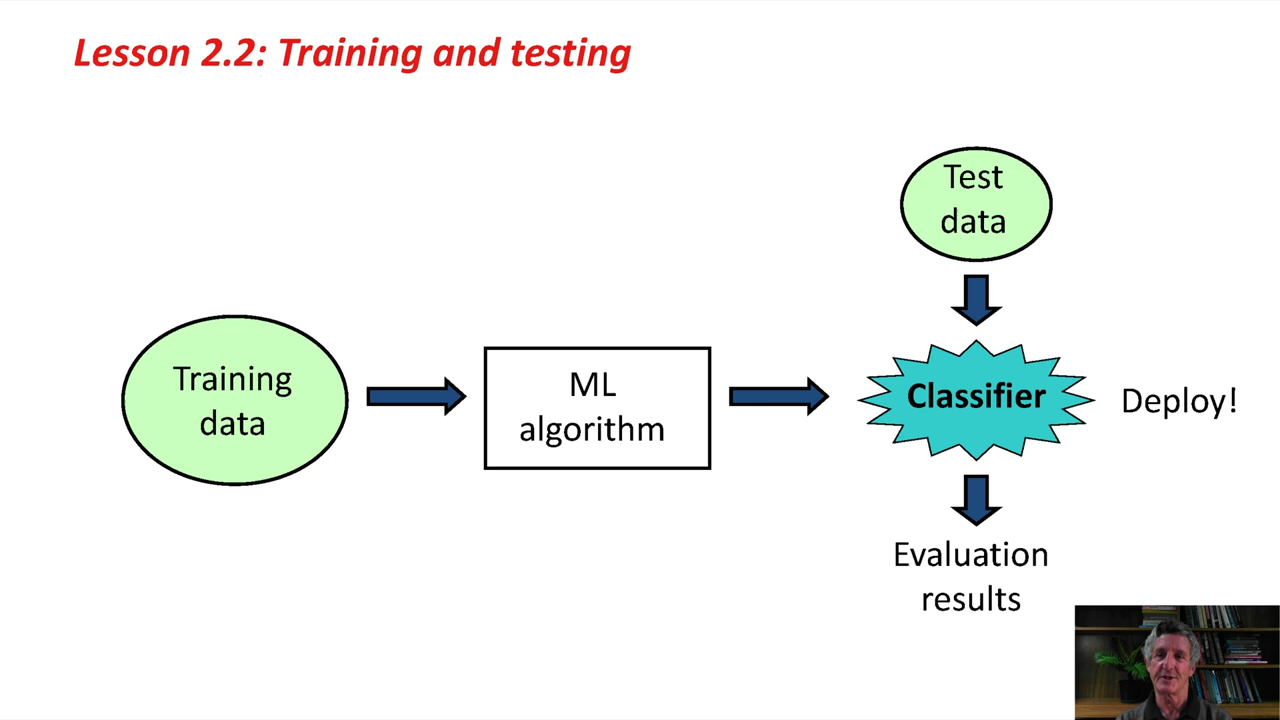 Lesson 2.2: Training and testing
Test
data
Training
data
ML
algorithm
Classifier
Deploy!
Evaluation
results